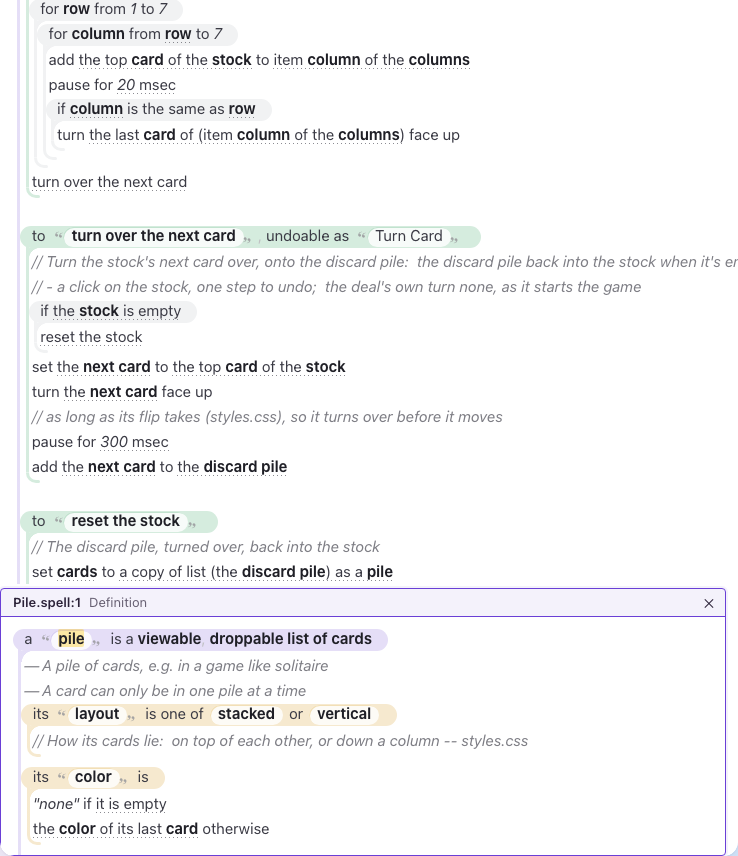 for row from 1 to 7
for column from row to 7
add the top card of the stock to item column of the columns
pause for 20 msec
if column is the same as row
turn the last card of (item column of the columns) face up
turn over the next card
to “ turn over the next card „ , undoable as “ Turn Card „
// Turn the stock's next card over, onto the discard pile: the discard pile back into the stock when it's er
// - a click on the stock, one step to undo; the deal's own turn none, as it starts the game
if the stock is empty
reset the stock
set the next card to the top card of the stock
turn the next card face up
// as long as its flip takes (styles.css), so it turns over before it moves
pause for 300 msec
add the next card to the discard pile
to “ reset the stock „
// The discard pile, turned over, back into the stock
set cards to a copy of list (the discard pile) as a pile
Pile.spell:1 Definition ×
a “ pile „ is a viewable, droppable list of cards
— A pile of cards, e.g. in a game like solitaire
— A card can only be in one pile at a time
its “ layout „ is one of stacked or vertical
// How its cards lie: on top of each other, or down a column -- styles.css
its “ color „ is
"none" if it is empty
the color of its last card otherwise